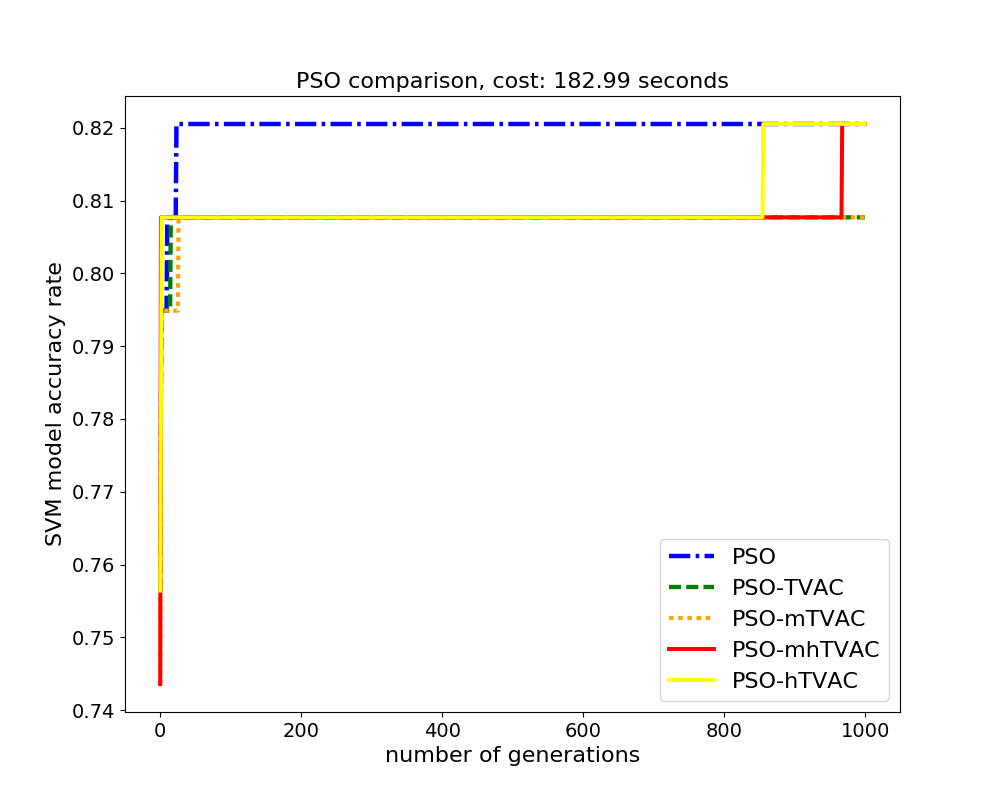 PSO comparison, cost: 182.99 seconds
0.82
0.81
0.80
0.79
0.78
0.77
0.76
0.75
0.74
SVM model accuracy rate
PSO
PSO-TVAC
PSO-mTVAC
PSO-mhTVAC
PSO-hTVAC
0 200 400 600 800 1000
number of generations